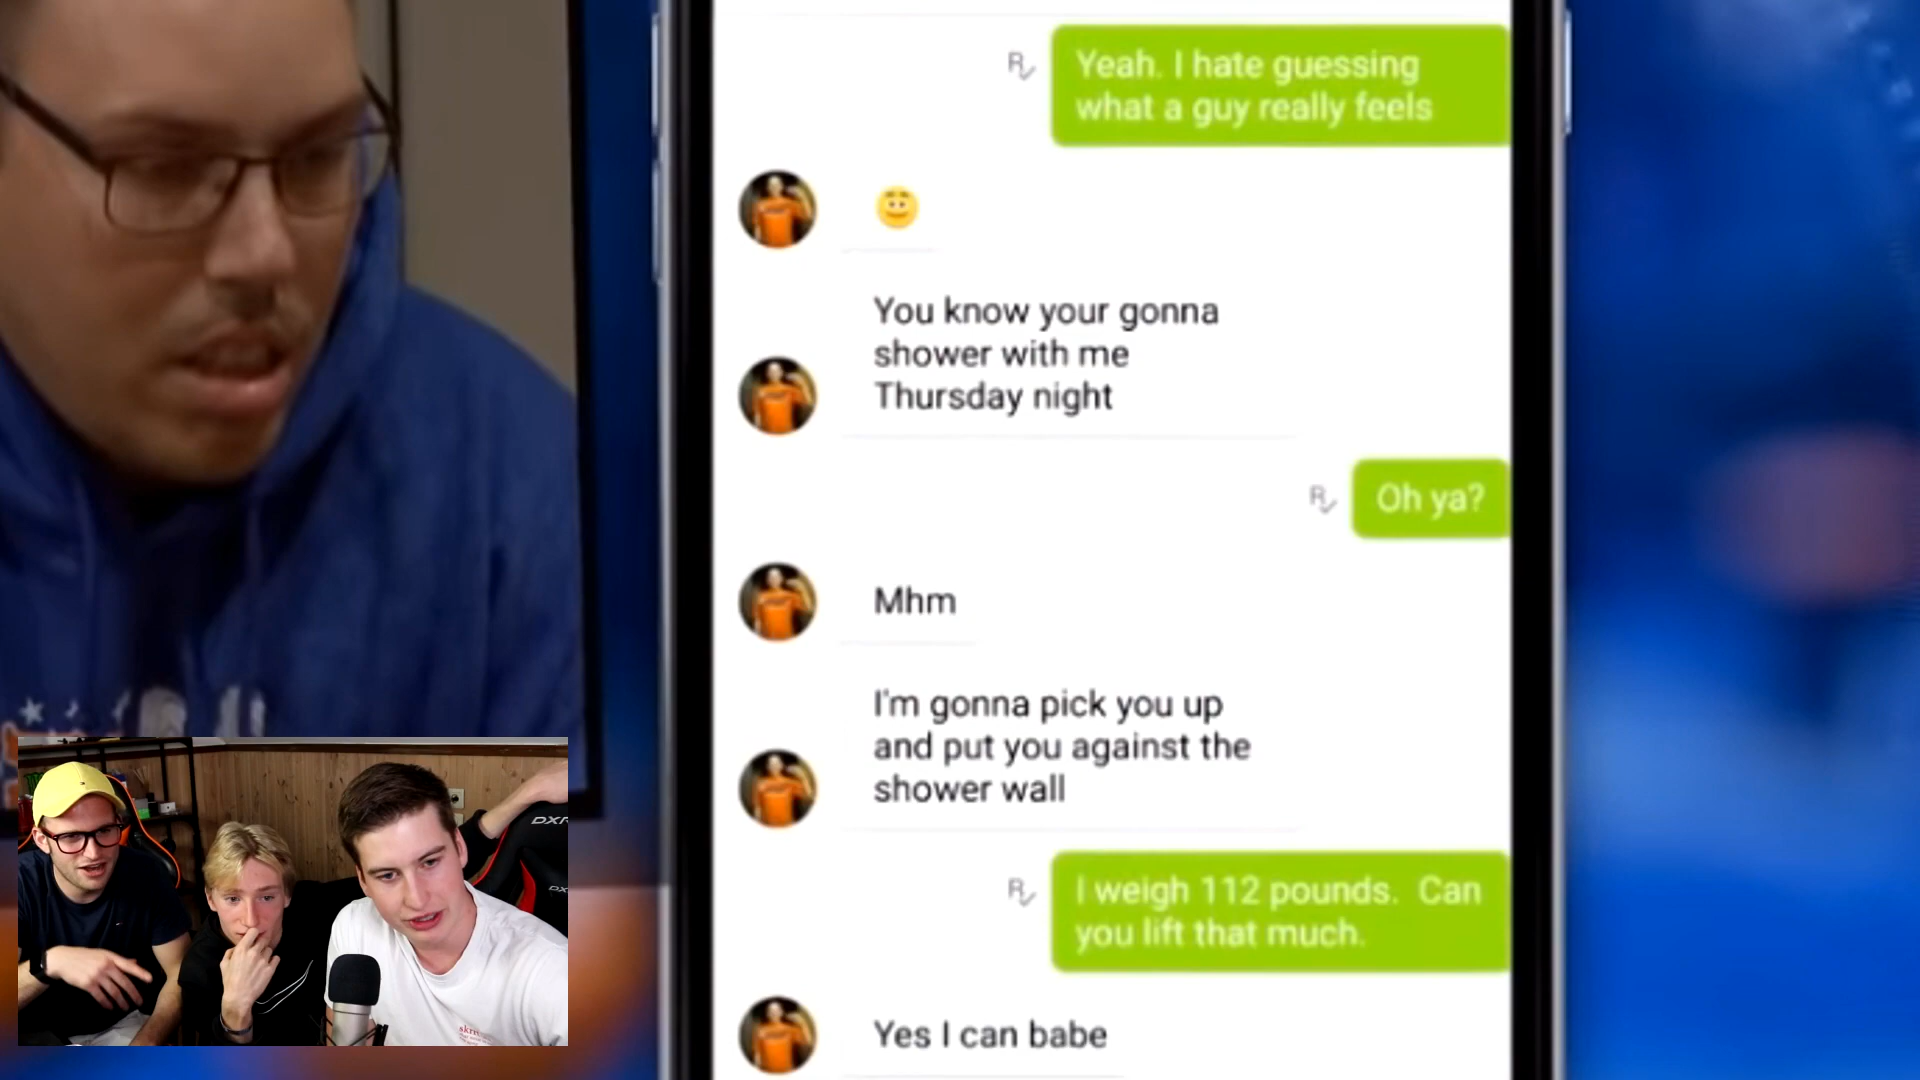 Yeah. I hate guessing
what a guy really feels
You know your gonna
shower with me
Thursday night
Oh ya?
Mhm
I'm gonna pick you up
and put you against the
shower wall
I weigh 112 pounds.  Can
you lift that much.
Yes I can babe